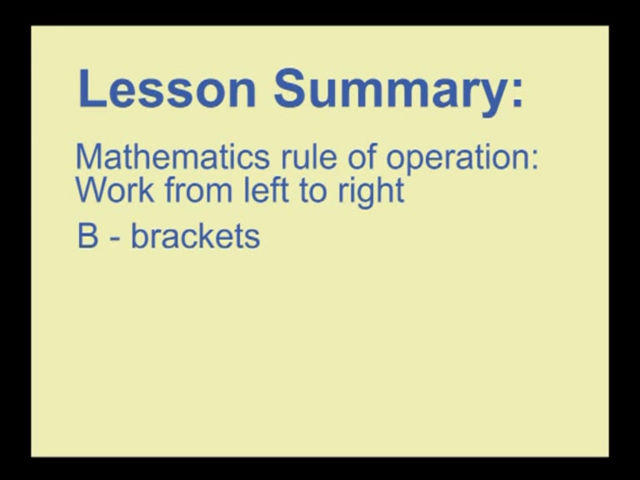 Lesson Summary:
Mathematics rule of operation:
Work from left to right
B - brackets